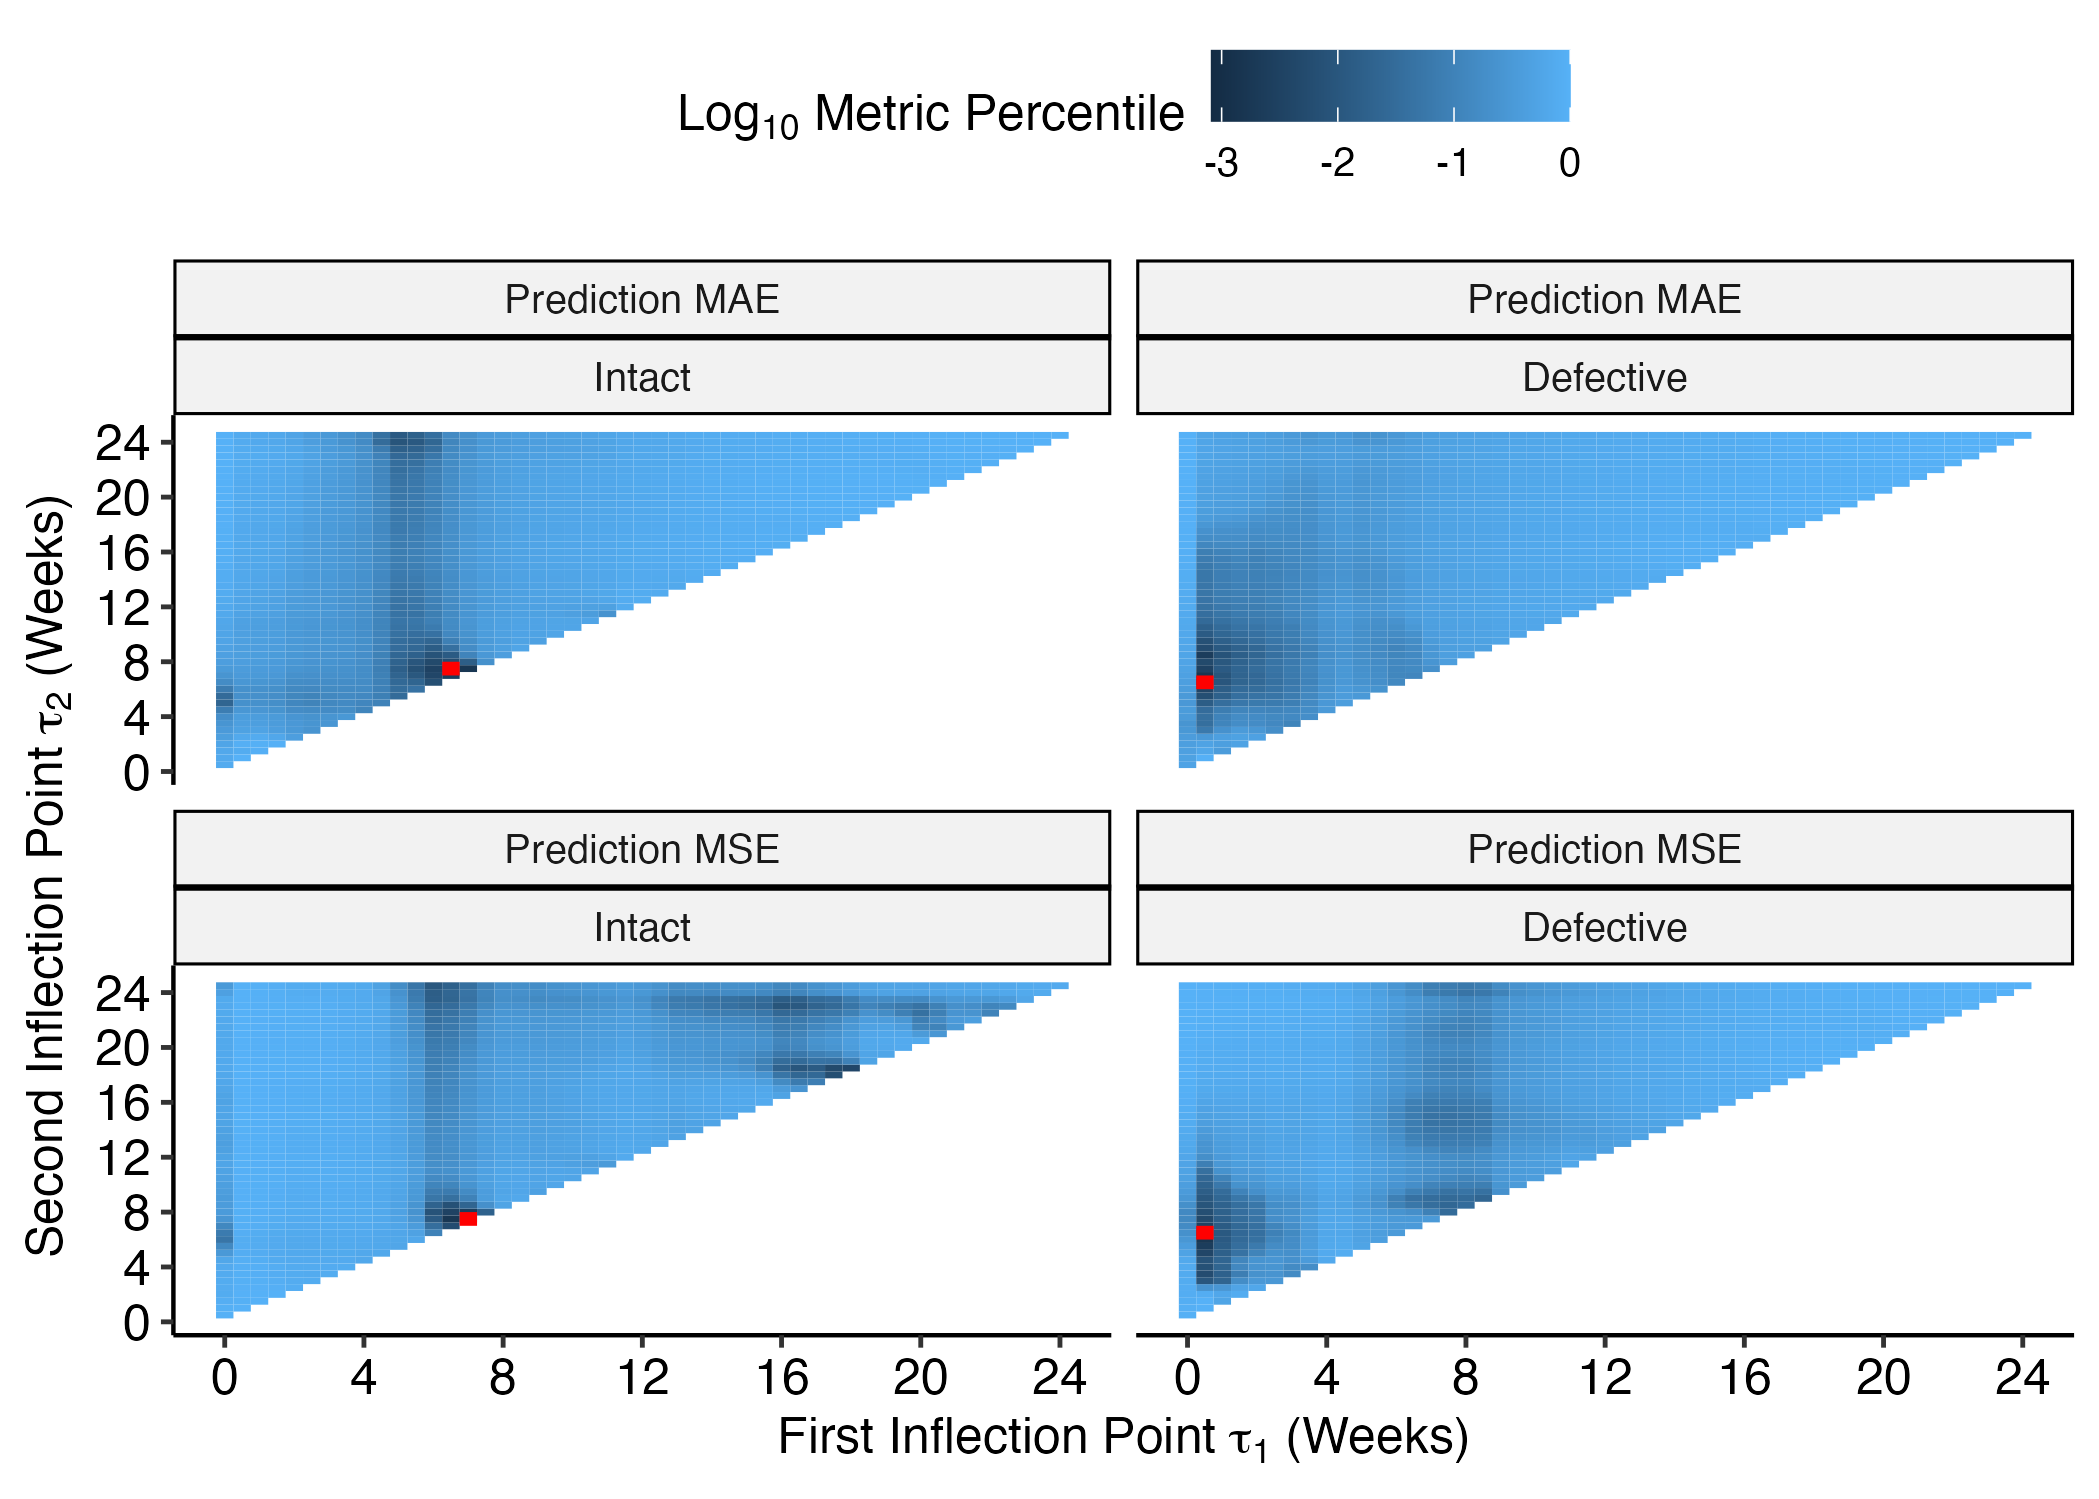 Log₁₀ Metric Percentile
-3 -2 -1 0
Prediction MAE
Intact
Prediction MAE
Defective
24
20
16
12
8
4
0
Second Inflection Point τ₂ (Weeks)
Prediction MSE
Intact
Prediction MSE
Defective
24
20
16
12
8
4
0
0 4 8 12 16 20 24
0 4 8 12 16 20 24
First Inflection Point τ₁ (Weeks)